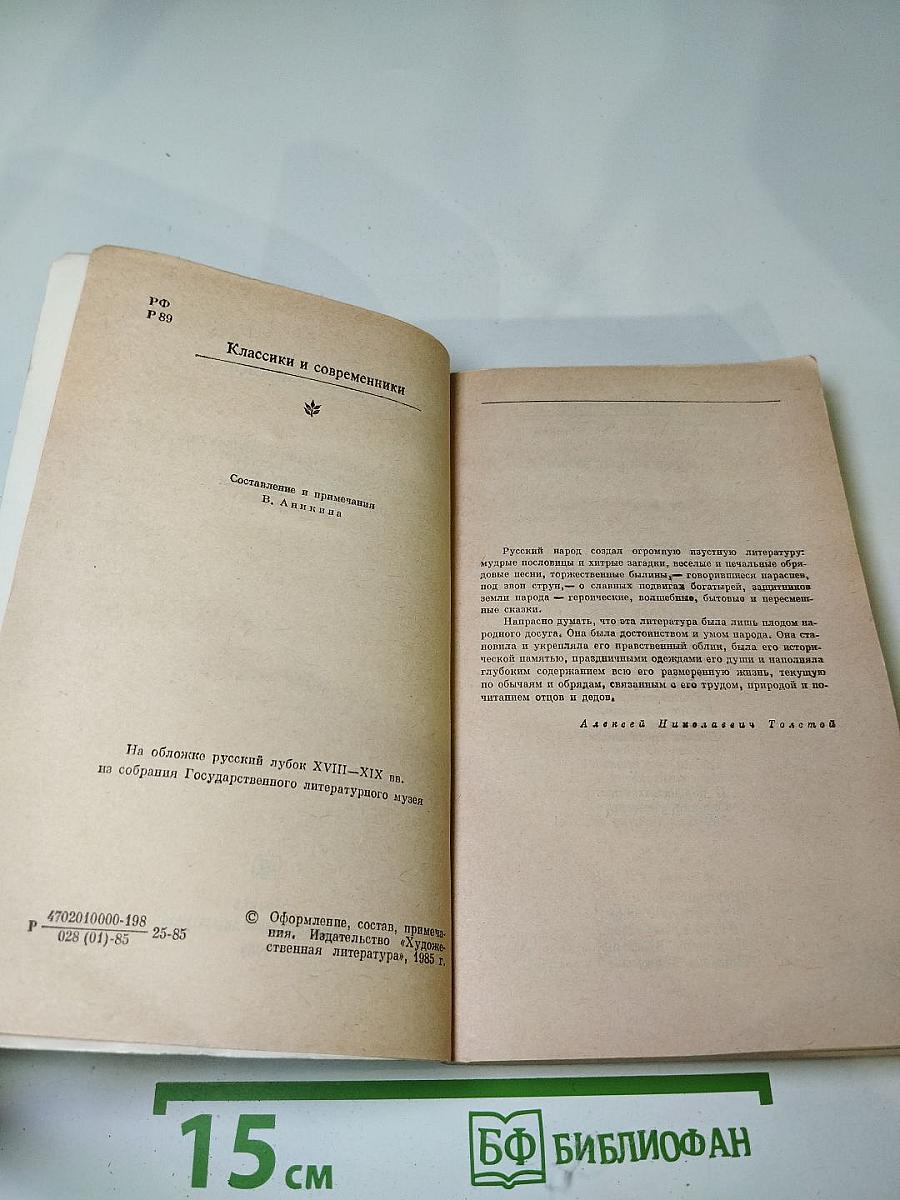 РФ
Р 89
Классики и современники
Составление и примечания
В. Аникина
На обложке русский лубок XVIII—XIX вв.
из собрания Государственного литературного музея
Р 4702010000-198
028 (01)-85
25-85
© Оформление, состав, примеча-
ния. Издательство «Художе-
ственная литература», 1985 г.
Русский народ создал огромную изустную литературу:
мудрые пословицы и хитрые загадки, веселые и печальные обря-
довые песни, торжественные былины,— говорившиеся нараспев,
под звон струн,— о славных подвигах богатырей, защитников
земли народа — героические, волшебные, бытовые и пересмеш-
ные сказки.
Напрасно думать, что эта литература была лишь плодом на-
родного досуга. Она была достоинством и умом народа. Она ста-
новила и укрепляла его нравственный облик, была его истори-
ческой памятью, праздничными одеждами его души и наполняла
глубоким содержанием всю его размеренную жизнь, текущую
по обычаям и обрядам, связанным с его трудом, природой и по-
читанием отцов и дедов.
Алексей Николаевич Толстой
15 см
БФ БИБЛИОФАН